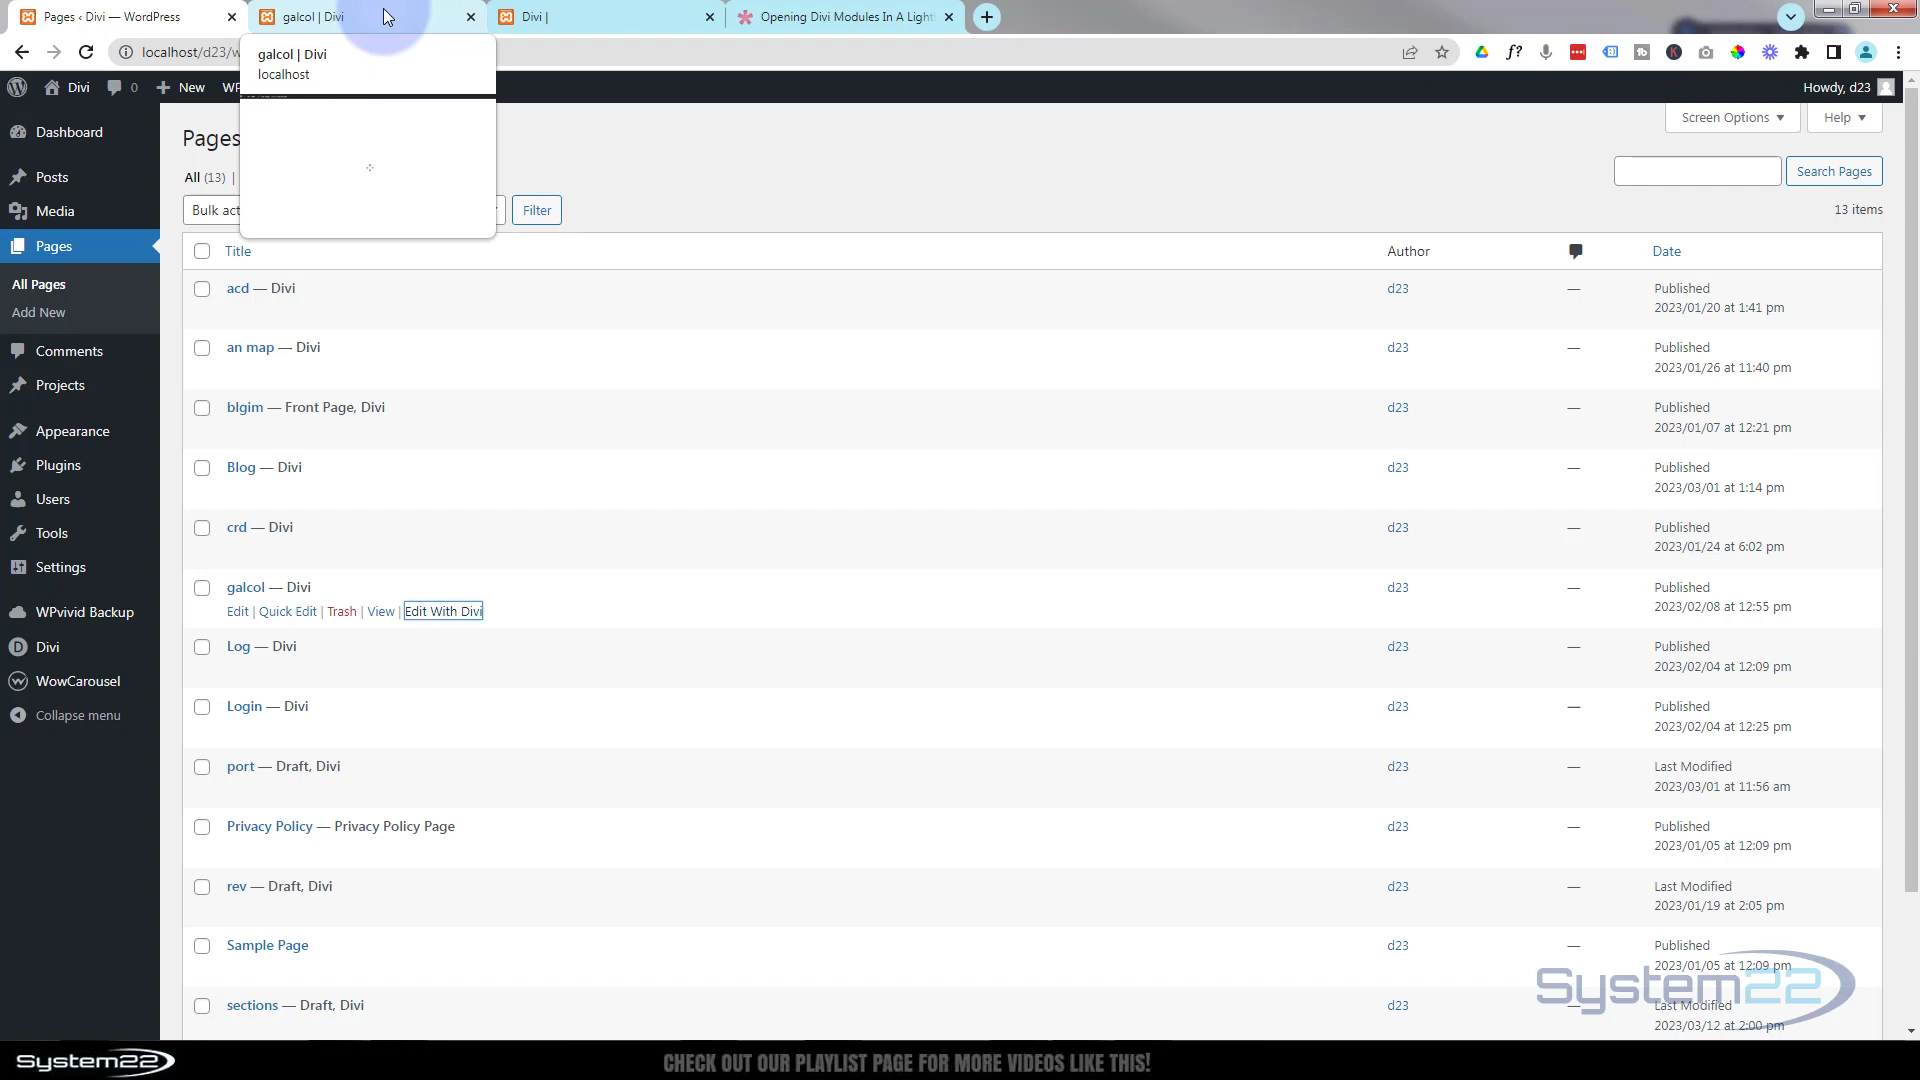 Pages ‹ Divi — WordPress
galcol | Divi
Divi |
Opening Divi Modules In A Light
localhost/d23/w
galcol | Divi
localhost
Divi
0
New
WP
Howdy, d23
Screen Options
Help
Dashboard
Posts
Media
Pages
All Pages
Add New
Comments
Projects
Appearance
Plugins
Users
Tools
Settings
WPvivid Backup
Divi
WowCarousel
Collapse menu
Pages
All (13) |
Search Pages
Bulk act
Filter
13 items
Title
Author
Date
acd — Divi
d23
—
Published
2023/01/20 at 1:41 pm
an map — Divi
d23
—
Published
2023/01/26 at 11:40 pm
blgim — Front Page, Divi
d23
—
Published
2023/01/07 at 12:21 pm
Blog — Divi
d23
—
Published
2023/03/01 at 1:14 pm
crd — Divi
d23
—
Published
2023/01/24 at 6:02 pm
galcol — Divi
Edit | Quick Edit | Trash | View | Edit With Divi
d23
—
Published
2023/02/08 at 12:55 pm
Log — Divi
d23
—
Published
2023/02/04 at 12:09 pm
Login — Divi
d23
—
Published
2023/02/04 at 12:25 pm
port — Draft, Divi
d23
—
Last Modified
2023/03/01 at 11:56 am
Privacy Policy — Privacy Policy Page
d23
—
Published
2023/01/05 at 12:09 pm
rev — Draft, Divi
d23
—
Last Modified
2023/01/19 at 2:05 pm
Sample Page
d23
—
Published
2023/01/05 at 12:09 pm
sections — Draft, Divi
d23
—
Last Modified
2023/03/12 at 2:00 pm
System22
System22
CHECK OUT OUR PLAYLIST PAGE FOR MORE VIDEOS LIKE THIS!